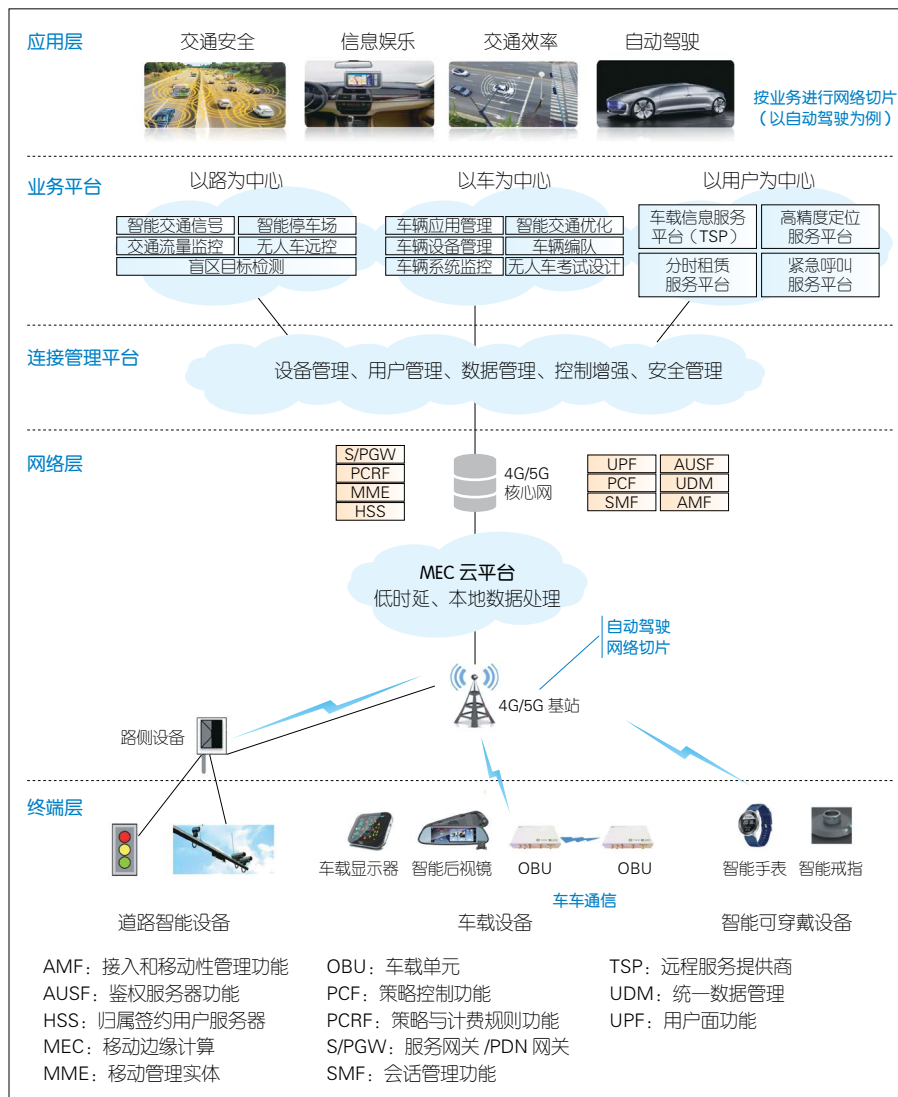 应用层
交通安全
信息娱乐
交通效率
自动驾驶
按业务进行网络切片
（以自动驾驶为例）
业务平台
以路为中心
以车为中心
以用户为中心
智能交通信号
智能停车场
交通流量监控
无人车远控
盲区目标检测
车辆应用管理
智能交通优化
车辆设备管理
车辆编队
车辆系统监控
无人车考试设计
车载信息服务
平台（TSP）
高精度定位
服务平台
分时租赁
服务平台
紧急呼叫
服务平台
连接管理平台
设备管理、用户管理、数据管理、控制增强、安全管理
网络层
S/PGW
PCRF
MME
HSS
4G/5G
核心网
UPF
AUSF
PCF
UDM
SMF
AMF
MEC 云平台
低时延、本地数据处理
自动驾驶
网络切片
4G/5G 基站
路侧设备
终端层
车载显示器
智能后视镜
OBU
OBU
智能手表
智能戒指
车车通信
道路智能设备
车载设备
智能可穿戴设备
AMF：接入和移动性管理功能
AUSF：鉴权服务器功能
HSS：归属签约用户服务器
MEC：移动边缘计算
MME：移动管理实体
OBU：车载单元
PCF：策略控制功能
PCRF：策略与计费规则功能
S/PGW：服务网关 /PDN 网关
SMF：会话管理功能
TSP：远程服务提供商
UDM：统一数据管理
UPF：用户面功能